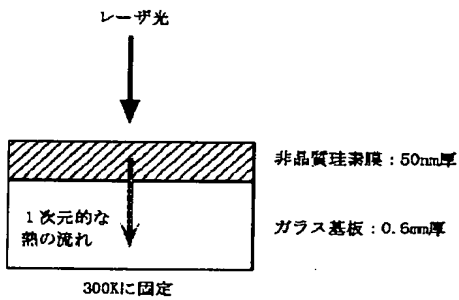 レーザ光
非品質珪素膜：50nm厚
1次元的な
熱の流れ
ガラス基板：0.6mm厚
300Kに固定